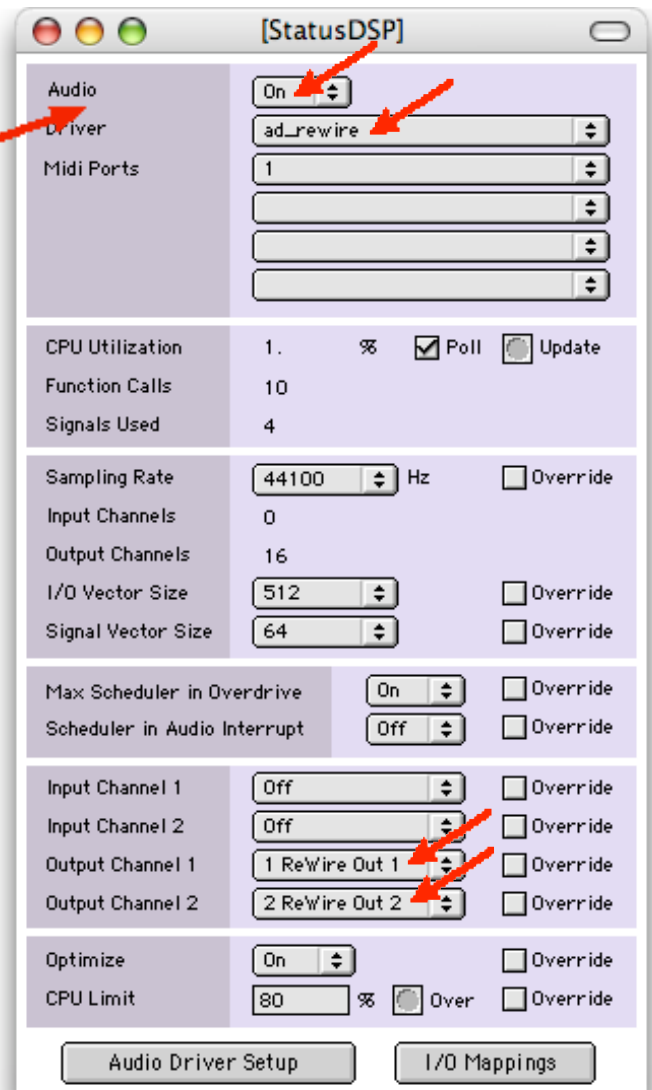 [StatusDSP]
Audio On
Driver ad_rewire
Midi Ports 1
CPU Utilization 1. % Poll Update
Function Calls 10
Signals Used 4
Sampling Rate 44100 Hz Override
Input Channels 0
Output Channels 16
I/O Vector Size 512 Override
Signal Vector Size 64 Override
Max Scheduler in Overdrive On Override
Scheduler in Audio Interrupt Off Override
Input Channel 1 Off Override
Input Channel 2 Off Override
Output Channel 1 1 ReWire Out 1 Override
Output Channel 2 2 ReWire Out 2 Override
Optimize On Override
CPU Limit 80 % Over Override
Audio Driver Setup I/O Mappings